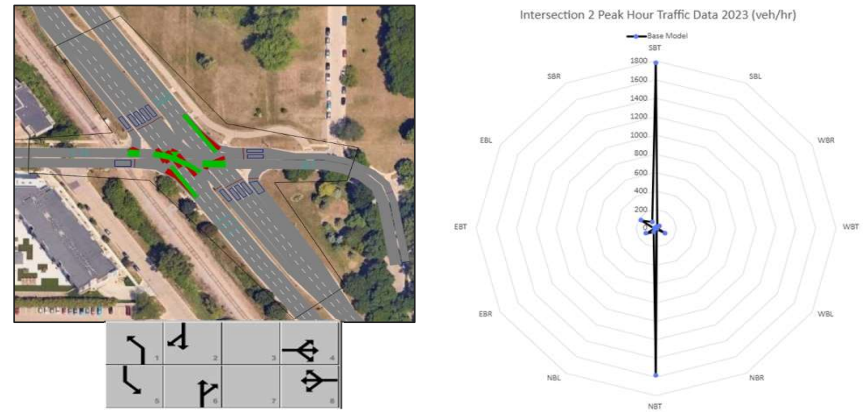 Intersection 2 Peak Hour Traffic Data 2023 (veh/hr)
Base Model
SBT
SBR
SBL
EBL
WBR
EBT
WBT
EBR
WBL
NBL
NBR
NBT
1800
1600
1400
1200
1000
800
600
400
200
0
1
2
3
4
5
6
7
8